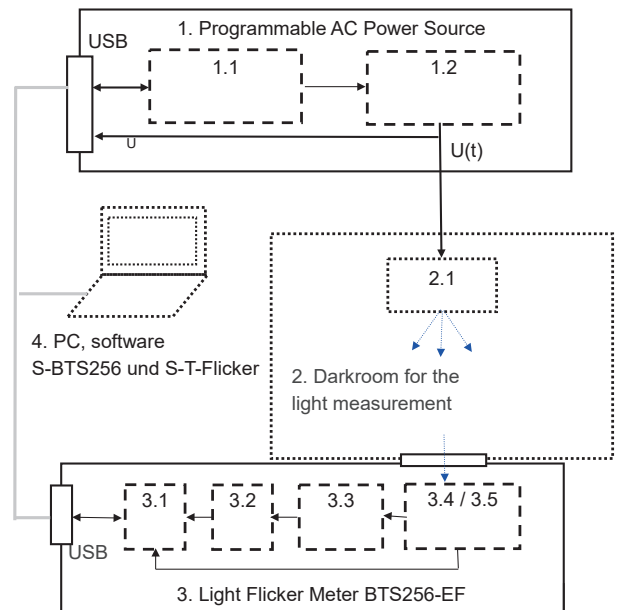 1. Programmable AC Power Source
USB
1.1
1.2
U
U(t)
2.1
4. PC, software
S-BTS256 und S-T-Flicker
2. Darkroom for the
light measurement
3.1
3.2
3.3
3.4 / 3.5
USB
3. Light Flicker Meter BTS256-EF